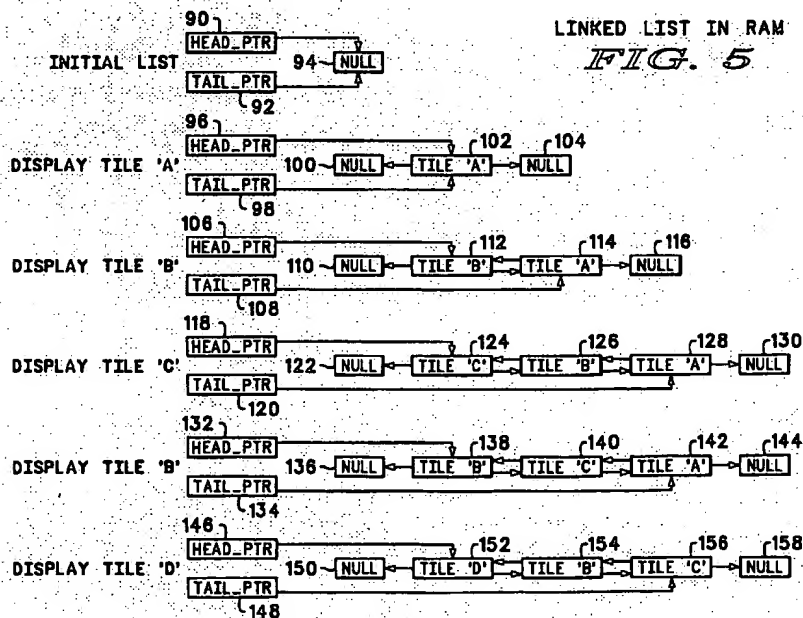 LINKED LIST IN RAM
FIG. 5
90
HEAD_PTR
INITIAL LIST
94
NULL
TAIL_PTR
92
96
HEAD_PTR
102
104
DISPLAY TILE 'A'
100
NULL
TILE 'A'
NULL
TAIL_PTR
98
106
HEAD_PTR
112
114
116
DISPLAY TILE 'B'
110
NULL
TILE 'B'
TILE 'A'
NULL
TAIL_PTR
108
118
HEAD_PTR
124
126
128
130
DISPLAY TILE 'C'
122
NULL
TILE 'C'
TILE 'B'
TILE 'A'
NULL
TAIL_PTR
120
132
HEAD_PTR
138
140
142
144
DISPLAY TILE 'B'
136
NULL
TILE 'B'
TILE 'C'
TILE 'A'
NULL
TAIL_PTR
134
146
HEAD_PTR
152
154
156
158
DISPLAY TILE 'D'
150
NULL
TILE 'D'
TILE 'B'
TILE 'C'
NULL
TAIL_PTR
148